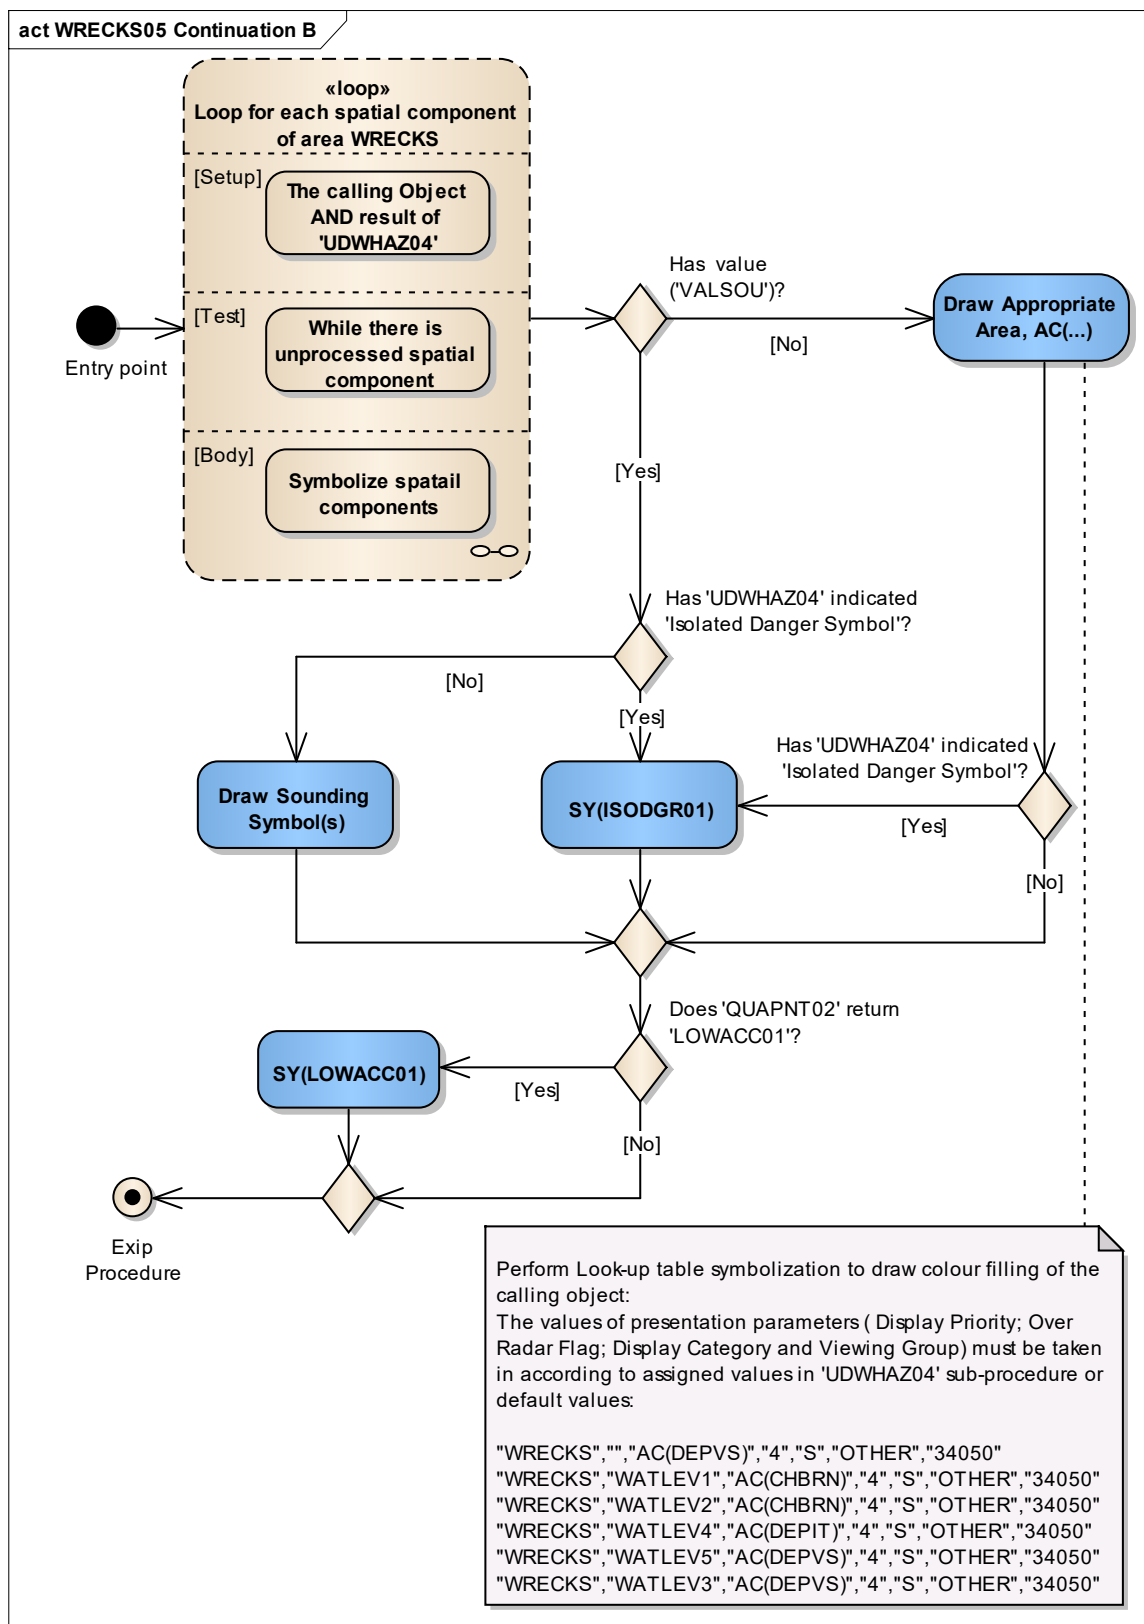 act WRECKS05 Continuation B
«loop»
Loop for each spatial component
of area WRECKS
[Setup]
The calling Object
AND result of
'UDWHAZ04'
[Test]
While there is
unprocessed spatial
component
[Body]
Symbolize spatail
components
Entry point
Has value
('VALSOU')?
[No]
Draw Appropriate
Area, AC(...)
[Yes]
Has 'UDWHAZ04' indicated
'Isolated Danger Symbol'?
[No]
[Yes]
Has 'UDWHAZ04' indicated
'Isolated Danger Symbol'?
Draw Sounding
Symbol(s)
SY(ISODGR01)
[Yes]
[No]
Does 'QUAPNT02' return
'LOWACC01'?
SY(LOWACC01)
[Yes]
[No]
Exip
Procedure
Perform Look-up table symbolization to draw colour filling of the
calling object:
The values of presentation parameters ( Display Priority; Over
Radar Flag; Display Category and Viewing Group) must be taken
in according to assigned values in 'UDWHAZ04' sub-procedure or
default values:
"WRECKS","","AC(DEPVS)","4","S","OTHER","34050"
"WRECKS","WATLEV1","AC(CHBRN)","4","S","OTHER","34050"
"WRECKS","WATLEV2","AC(CHBRN)","4","S","OTHER","34050"
"WRECKS","WATLEV4","AC(DEPIT)","4","S","OTHER","34050"
"WRECKS","WATLEV5","AC(DEPVS)","4","S","OTHER","34050"
"WRECKS","WATLEV3","AC(DEPVS)","4","S","OTHER","34050"